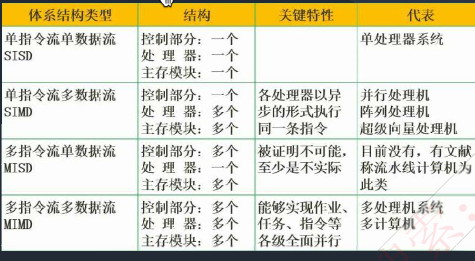 体系结构类型 结构 关键特性 代表
单指令流单数据流
SISD
控制部分：一个
处 理 器：一个
主存模块：一个
单处理器系统
单指令流多数据流
SIMD
控制部分：一个
处 理 器：多个
主存模块：多个
各处理器以异
步的形式执行
同一条指令
并行处理机
阵列处理机
超级向量处理机
多指令流单数据流
MISD
控制部分：多个
处 理 器：一个
主存模块：多个
被证明不可能，
至少是不实际
目前没有，有文献
称流水线计算机为
此类
多指令流多数据流
MIMD
控制部分：多个
处 理 器：多个
主存模块：多个
能够实现作业、
任务、指令等
各级全面并行
多处理机系统
多计算机